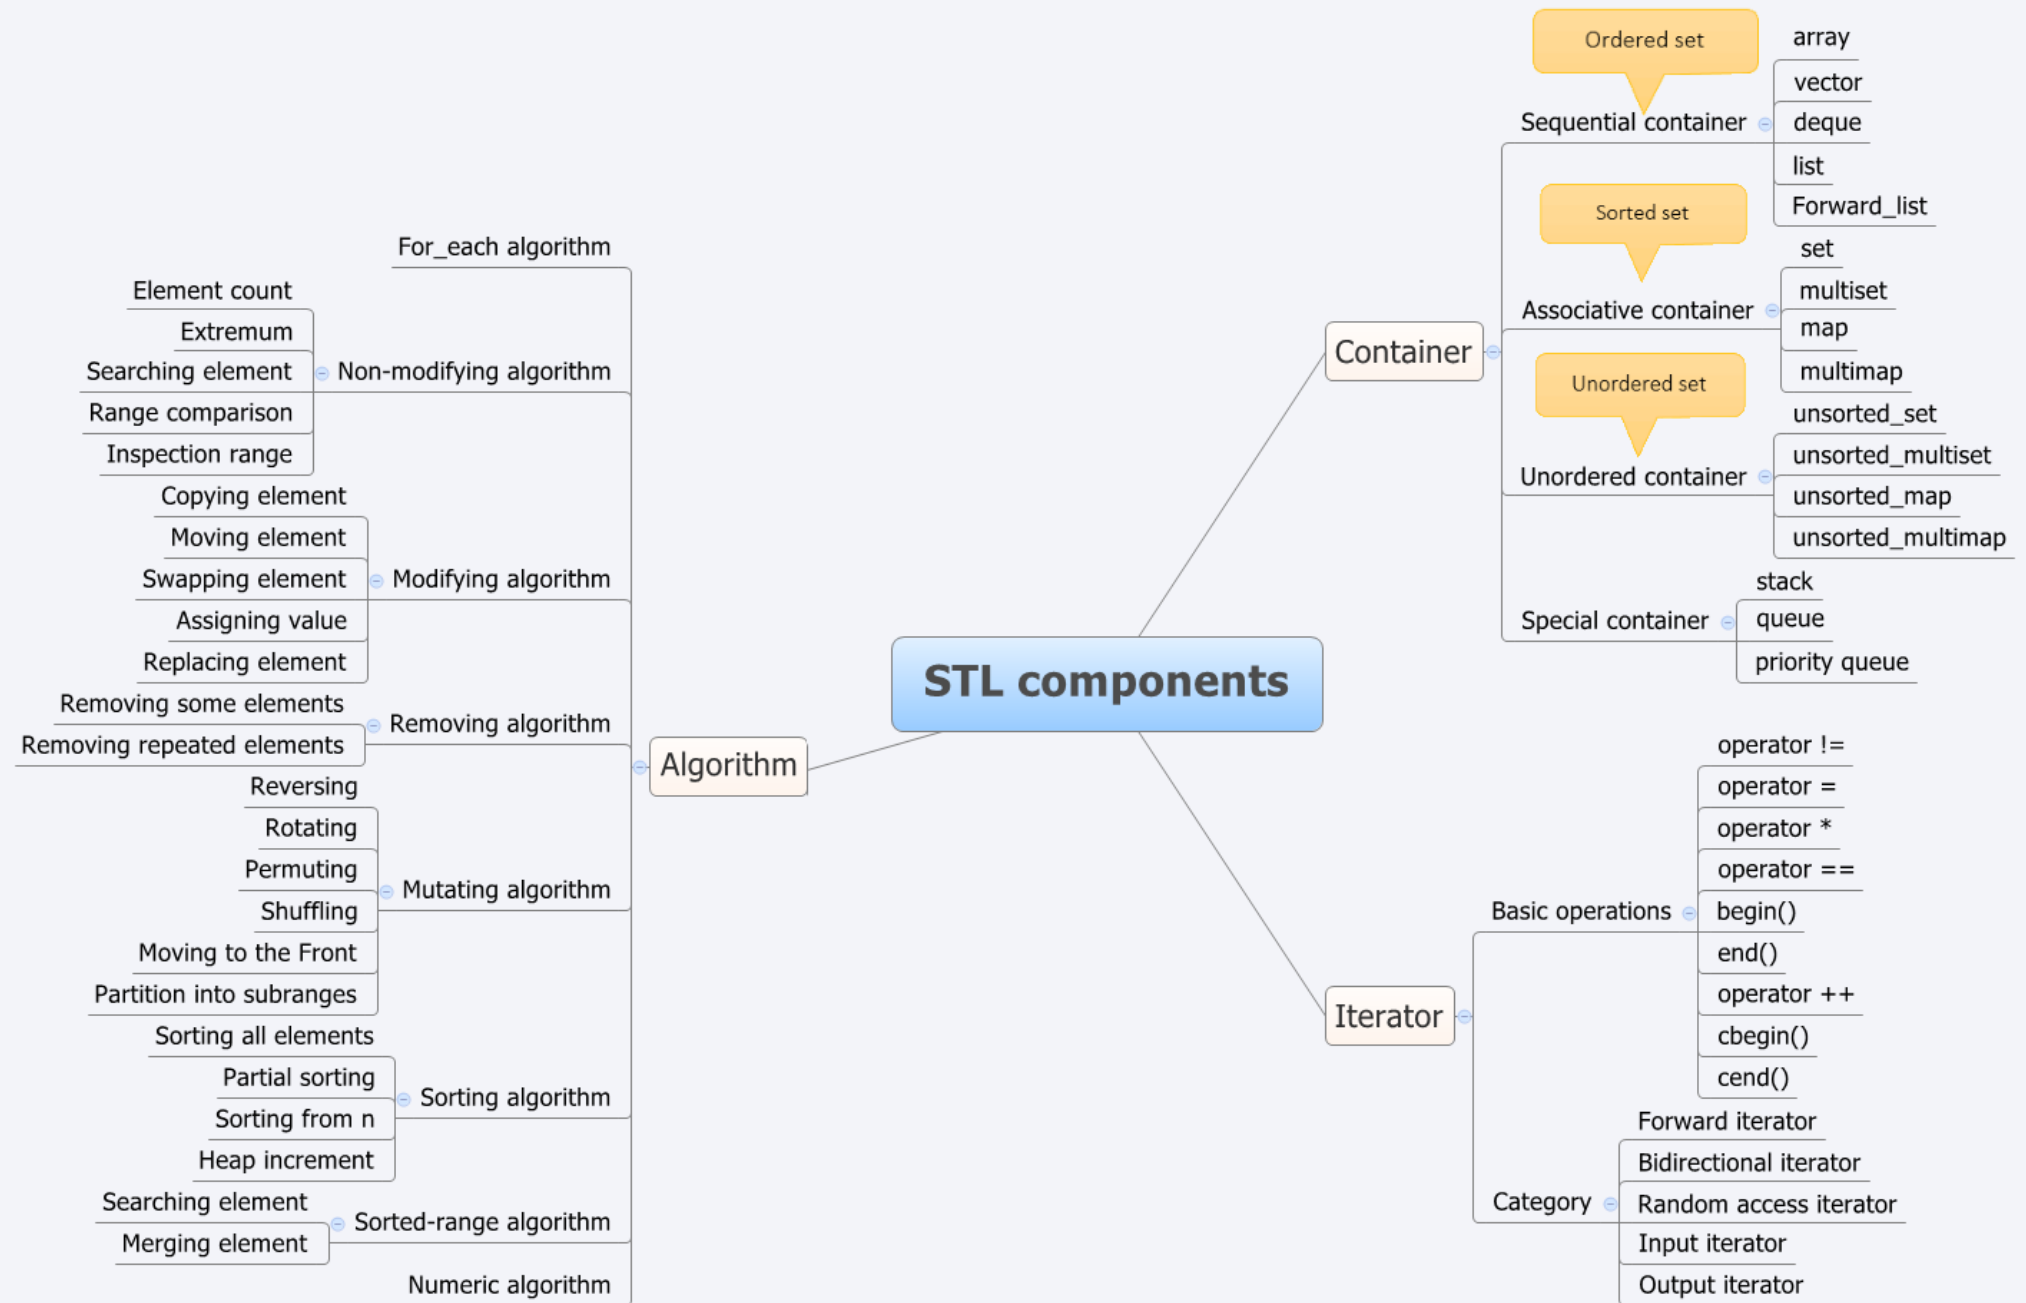 STL components
Algorithm
For_each algorithm
Non-modifying algorithm
Element count
Extremum
Searching element
Range comparison
Inspection range
Modifying algorithm
Copying element
Moving element
Swapping element
Assigning value
Replacing element
Removing algorithm
Removing some elements
Removing repeated elements
Mutating algorithm
Reversing
Rotating
Permuting
Shuffling
Moving to the Front
Partition into subranges
Sorting algorithm
Sorting all elements
Partial sorting
Sorting from n
Heap increment
Sorted-range algorithm
Searching element
Merging element
Numeric algorithm
Container
Ordered set
Sequential container
array
vector
deque
list
Forward_list
Sorted set
Associative container
set
multiset
map
multimap
Unordered set
Unordered container
unsorted_set
unsorted_multiset
unsorted_map
unsorted_multimap
Special container
stack
queue
priority queue
Iterator
Basic operations
operator !=
operator =
operator *
operator ==
begin()
end()
operator ++
cbegin()
cend()
Category
Forward iterator
Bidirectional iterator
Random access iterator
Input iterator
Output iterator